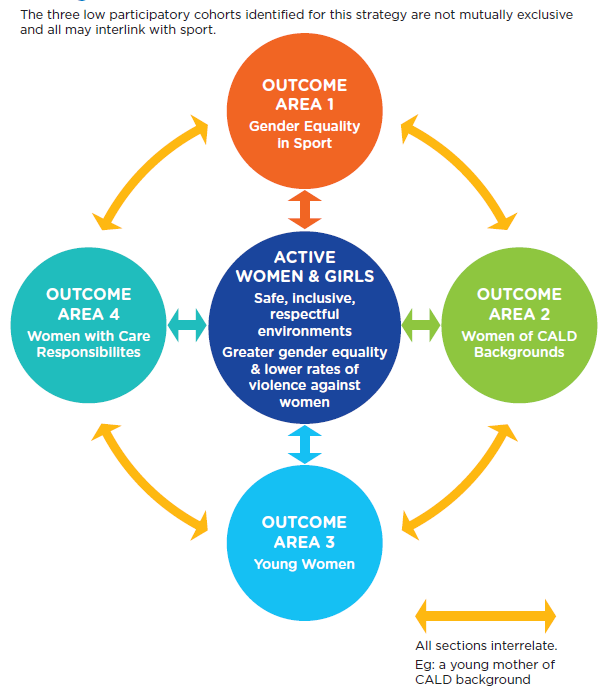 The three low participatory cohorts identified for this strategy are not mutually exclusive
and all may interlink with sport.
OUTCOME
AREA 1
Gender Equality
in Sport
ACTIVE
WOMEN & GIRLS
Safe, inclusive,
respectful
environments
Greater gender equality
& lower rates of
violence against
women
OUTCOME
AREA 4
Women with Care
Responsibilites
OUTCOME
AREA 2
Women of CALD
Backgrounds
OUTCOME
AREA 3
Young Women
All sections interrelate.
Eg: a young mother of
CALD background